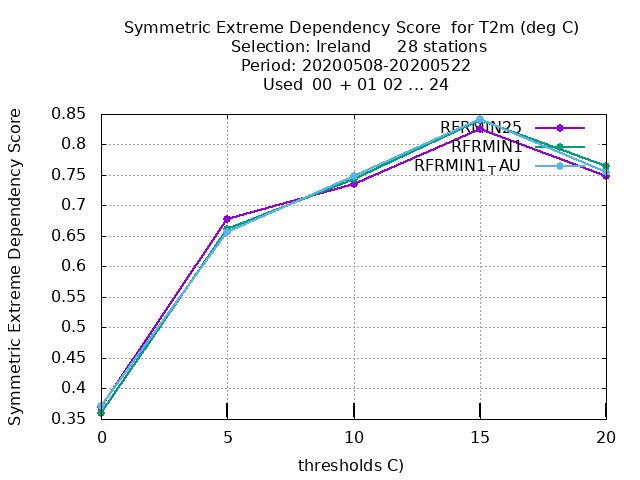 Symmetric Extreme Dependency Score  for T2m (deg C)
Selection: Ireland     28 stations
Period: 20200508-20200522
Used  00  + 01 02 ... 24
Symmetric Extreme Dependency Score
0.85
0.8
0.75
0.7
0.65
0.6
0.55
0.5
0.45
0.4
0.35
RFRMIN25
RFRMIN1
RFRMIN1TAU
0 5 10 15 20
thresholds C)